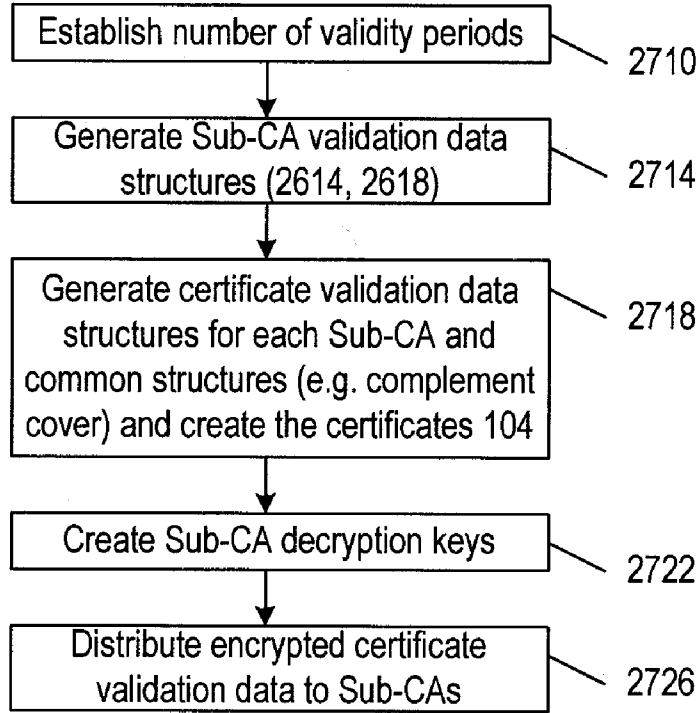 Establish number of validity periods
2710
Generate Sub-CA validation data
structures (2614, 2618)
2714
Generate certificate validation data
structures for each Sub-CA and
common structures (e.g. complement
cover) and create the certificates 104
2718
Create Sub-CA decryption keys
2722
Distribute encrypted certificate
validation data to Sub-CAs
2726